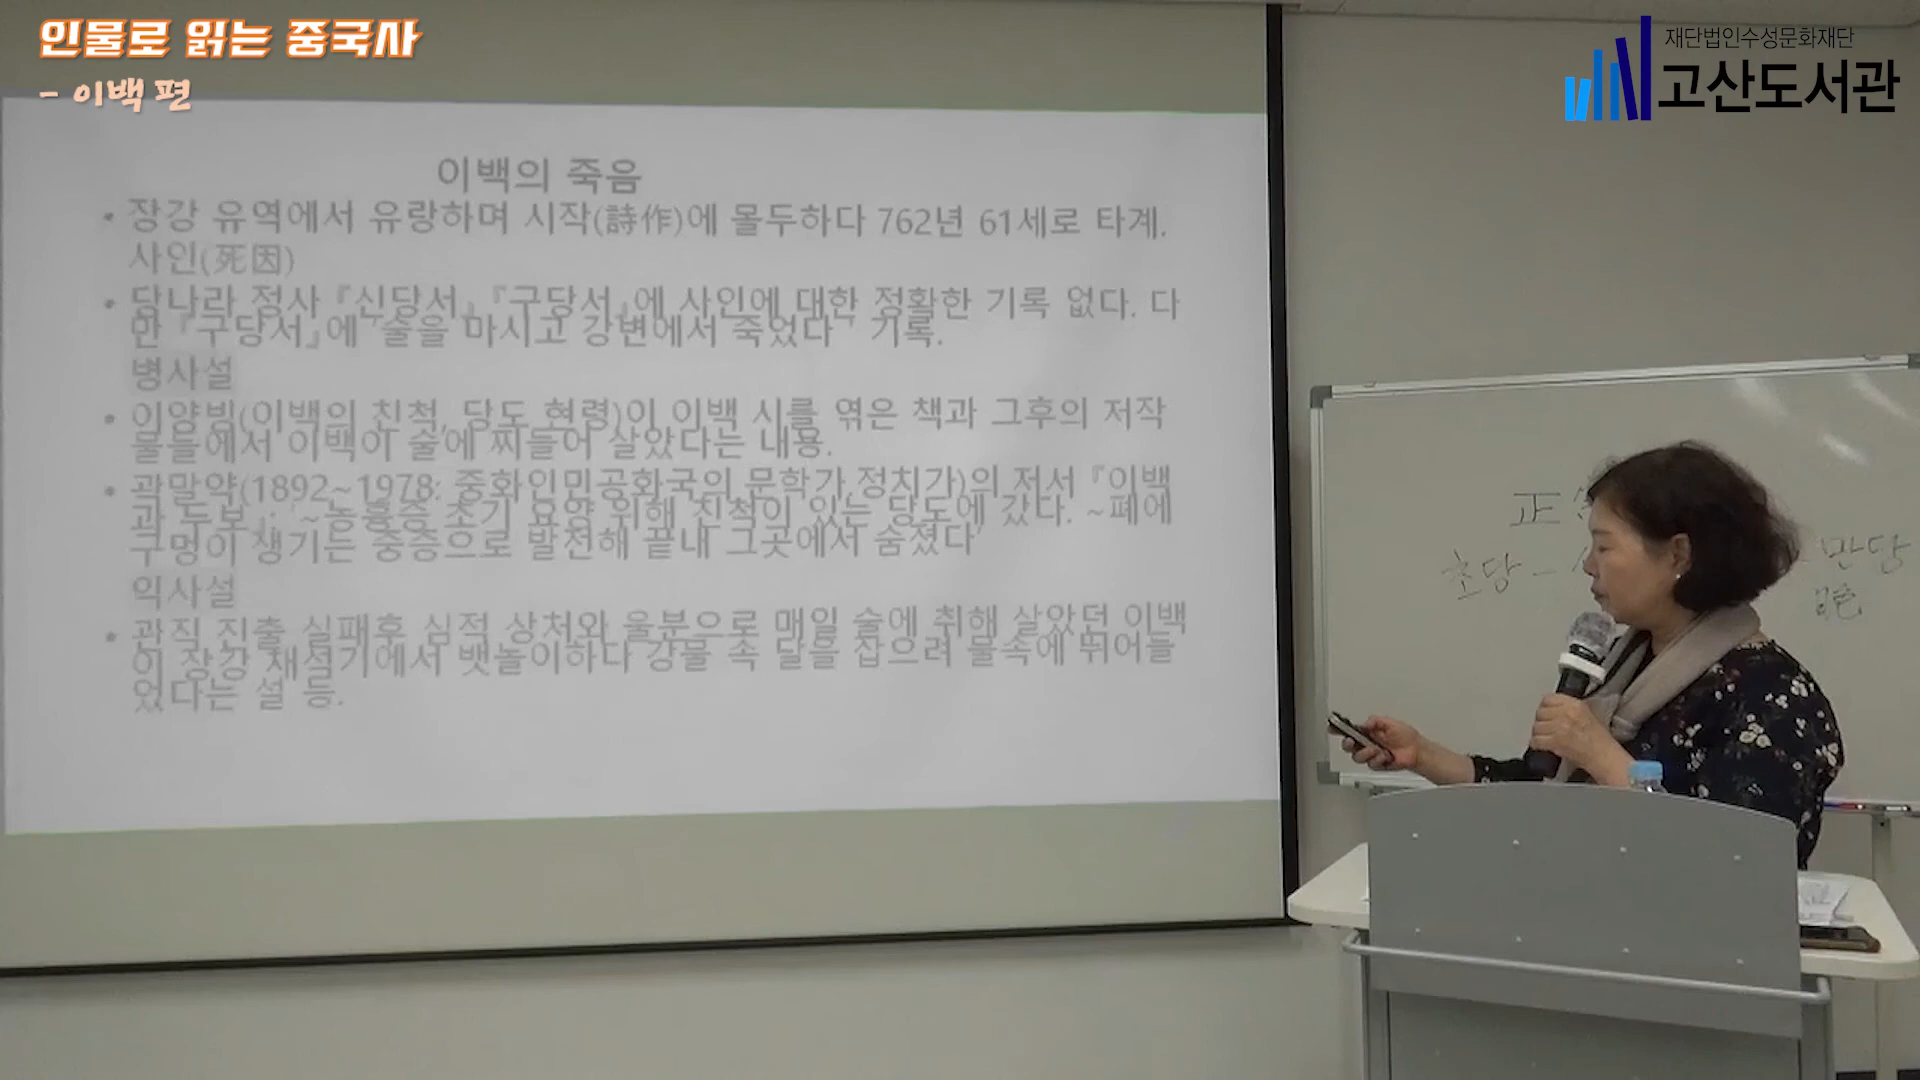 인물로 읽는 중국사
- 이백 편
재단법인수성문화재단
고산도서관
이백의 죽음
• 장강 유역에서 유랑하며 시작(詩作)에 몰두하다 762년 61세로 타계.
사인(死因)
• 당나라 정사 『신당서』, 『구당서』에 사인에 대한 정확한 기록 없다. 다
만 『구당서』에 “술을 마시고 강변에서 죽었다” 기록.
병사설
• 이양빙(이백의 친척, 당도 현령)이 이백 시를 엮은 책과 그후의 저작
물들에서 이백이 술에 찌들어 살았다는 내용.
• 곽말약(1892~1978: 중화인민공화국의 문학가,정치가)의 저서 『이백
과 두보』: ‘~농흉증 초기 요양 위해 친척이 있는 당도에 갔다. ~폐에
구멍이 생기는 중증으로 발전해 끝내 그곳에서 숨졌다’
익사설
• 관직 진출 실패후 심적 상처와 울분으로 매일 술에 취해 살았던 이백
이 장강 채석기에서 뱃놀이하다 강물 속 달을 잡으려 물속에 뛰어들
었다는 설 등.
正
초당 -
- 만당